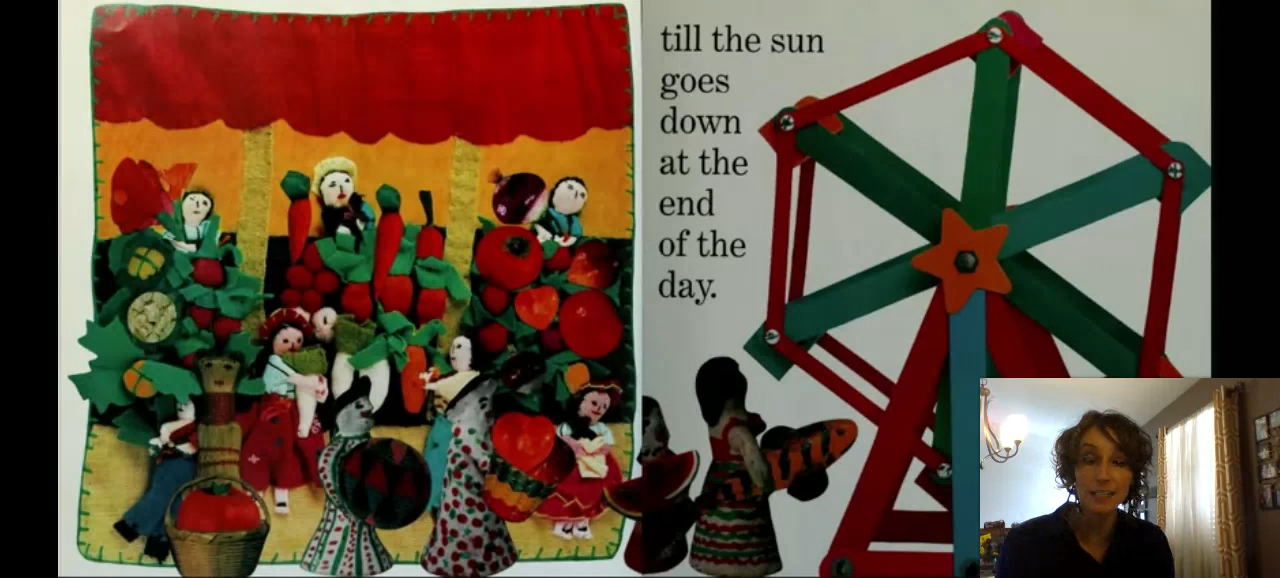 till the sun
goes
down
at the
end
of the
day.